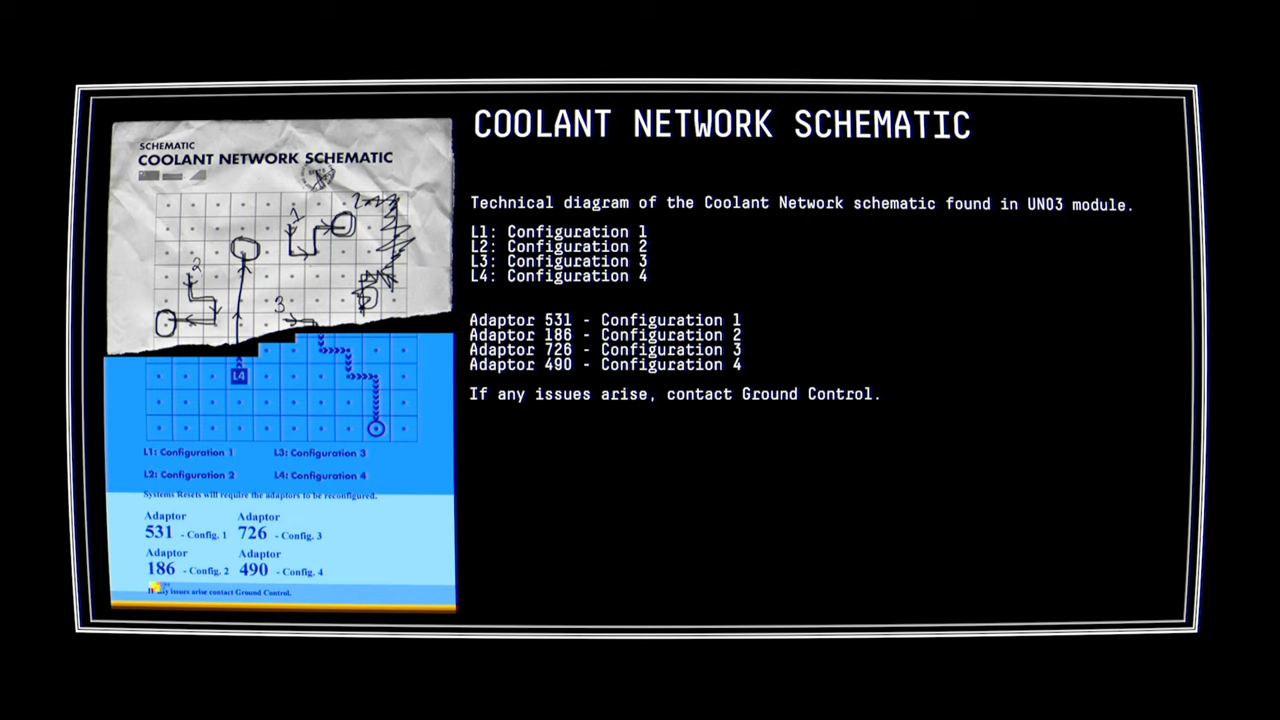 SCHEMATIC
COOLANT NETWORK SCHEMATIC
1
2
2
3
L4
L1: Configuration 1
L3: Configuration 3
L2: Configuration 2
L4: Configuration 4
Systems Resets will require the adaptors to be reconfigured.
Adaptor
531 - Config. 1
Adaptor
726 - Config. 3
Adaptor
186 - Config. 2
Adaptor
490 - Config. 4
issues arise contact Ground Control.
COOLANT NETWORK SCHEMATIC
Technical diagram of the Coolant Network schematic found in UNO3 module.
L1: Configuration 1
L2: Configuration 2
L3: Configuration 3
L4: Configuration 4
Adaptor 531 - Configuration 1
Adaptor 186 - Configuration 2
Adaptor 726 - Configuration 3
Adaptor 490 - Configuration 4
If any issues arise, contact Ground Control.